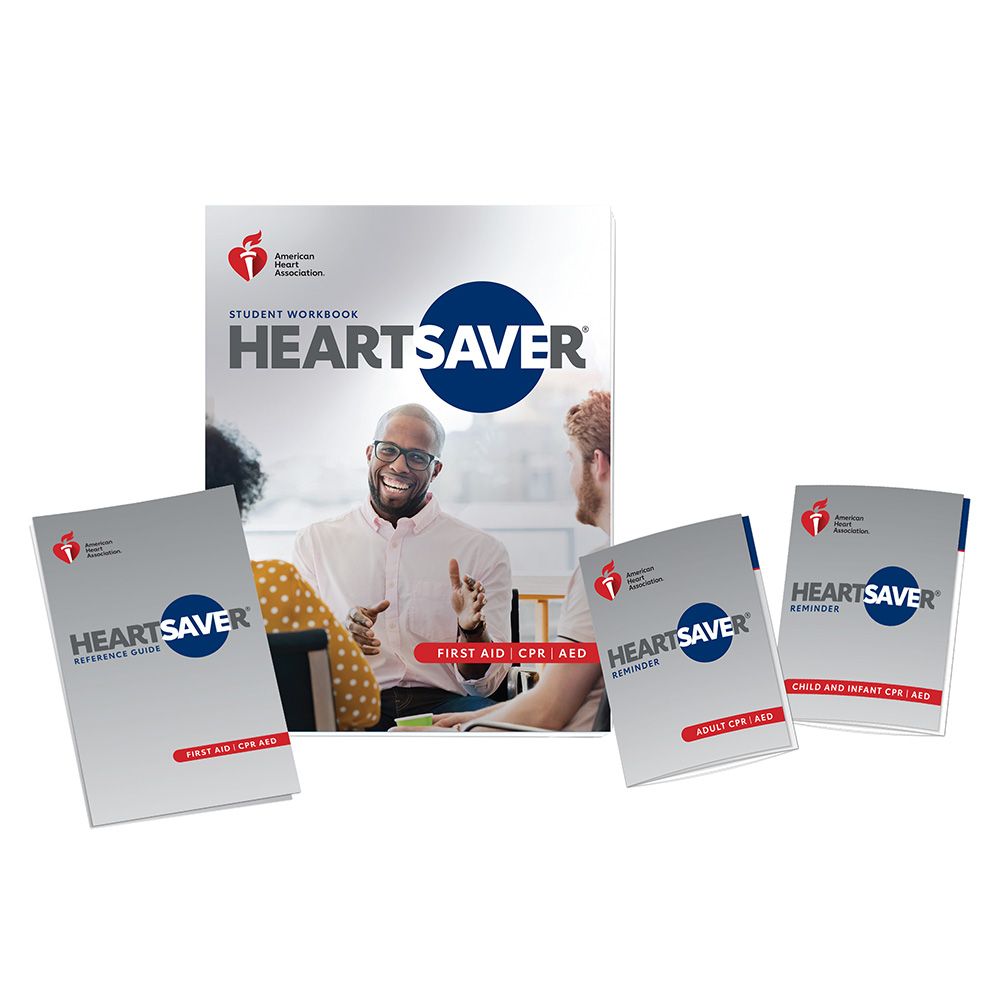 American
Heart
Association.
STUDENT WORKBOOK
HEARTSAVER®
FIRST AID | CPR | AED
American
Heart
Association.
HEARTSAVER®
REFERENCE GUIDE
FIRST AID | CPR AED
American
Heart
Association.
HEARTSAVER®
REMINDER
ADULT CPR | AED
American
Heart
Association.
HEARTSAVER®
REMINDER
CHILD AND INFANT CPR | AED